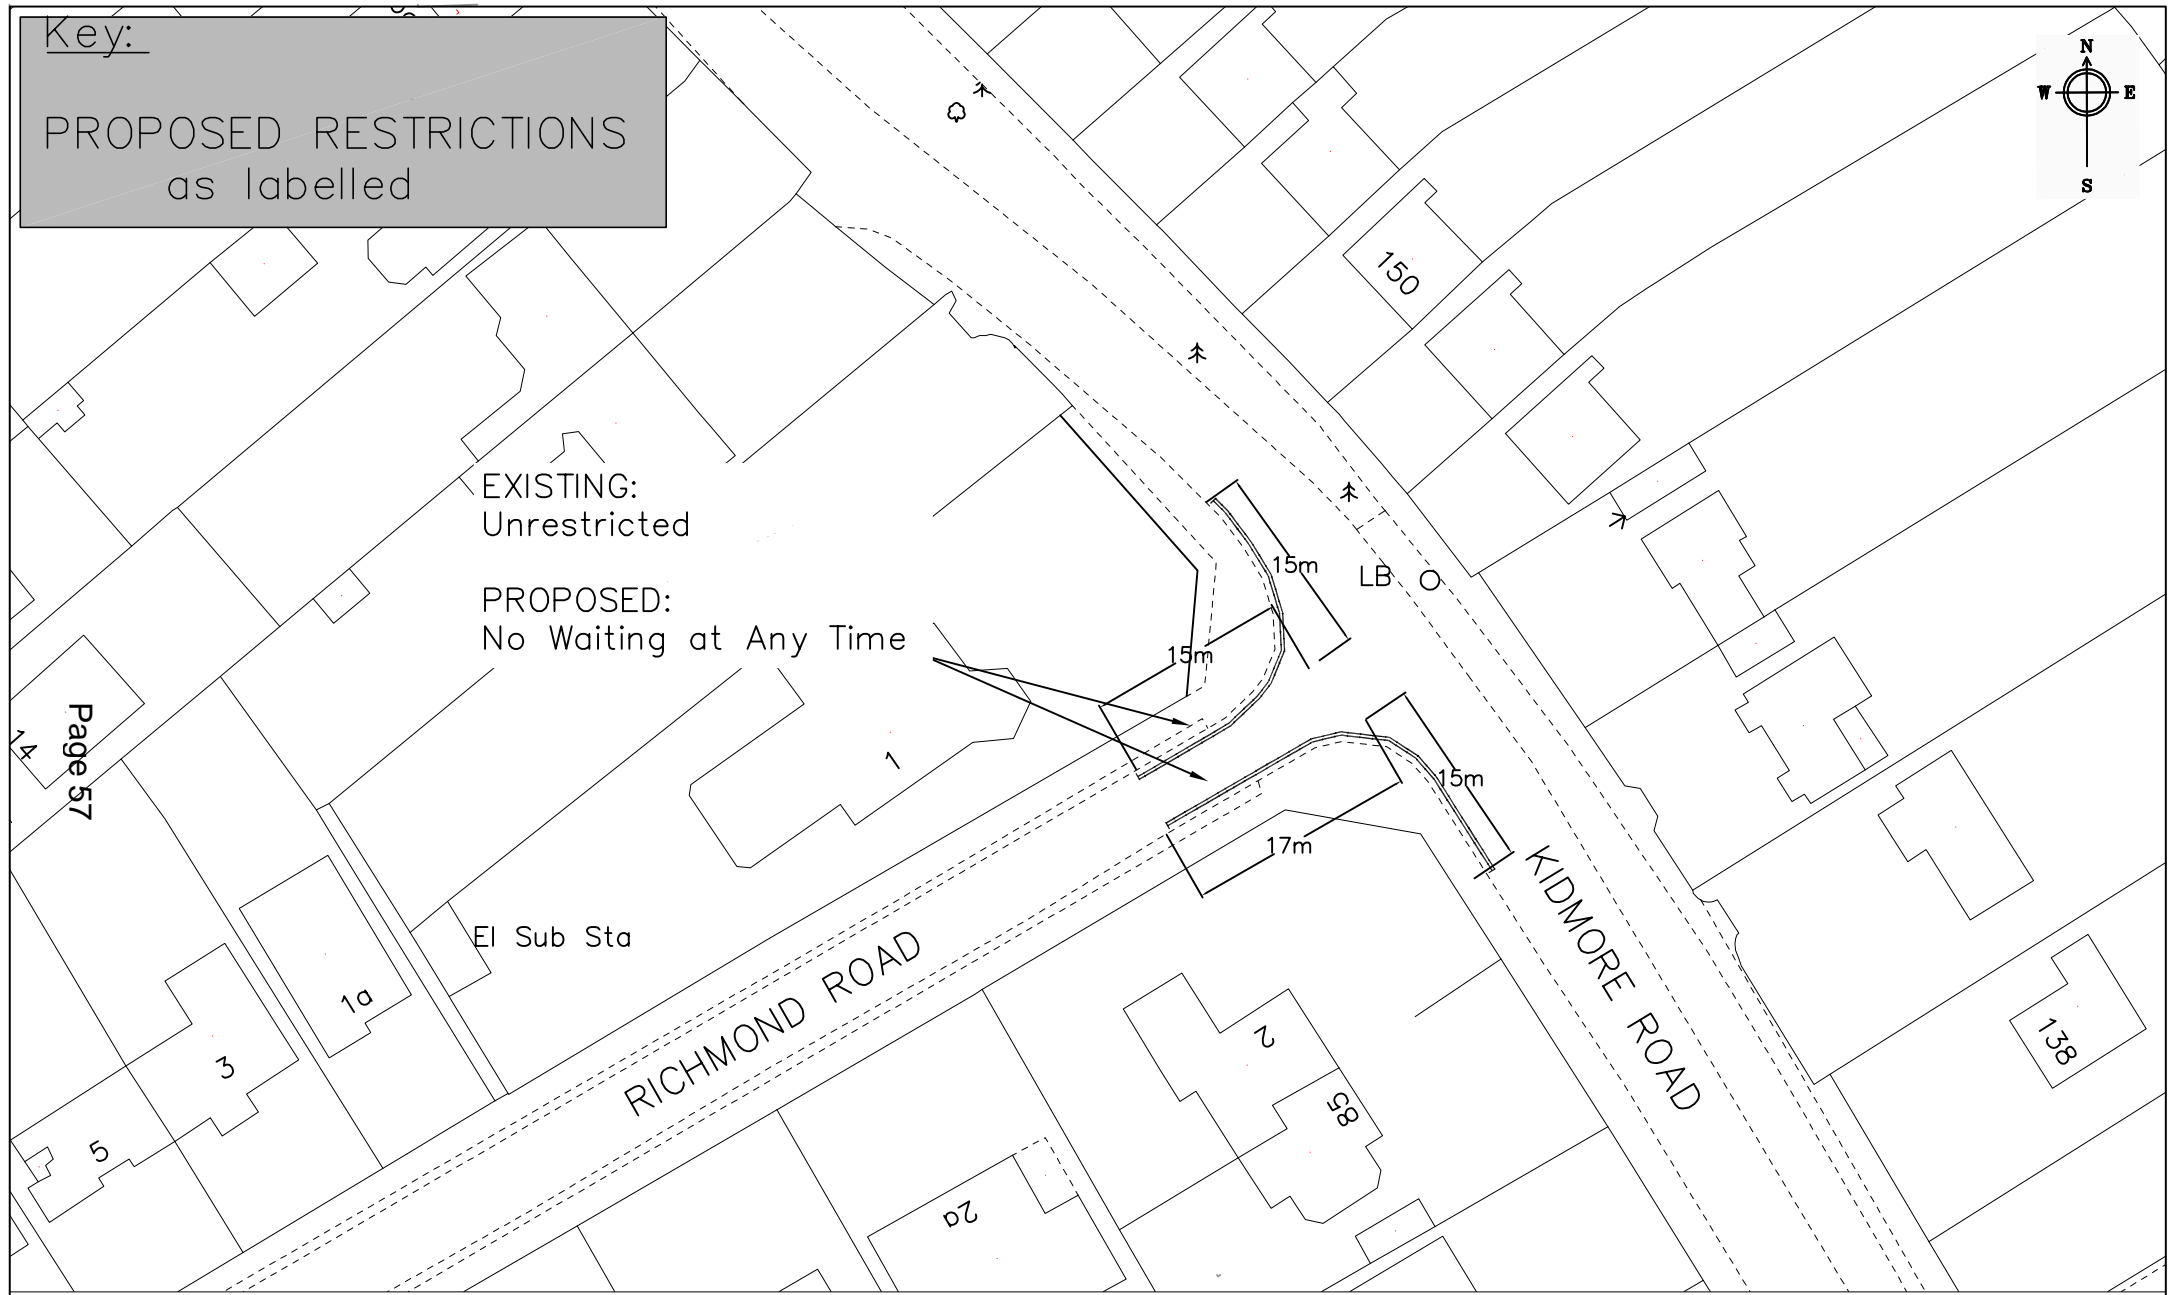 Key:
PROPOSED RESTRICTIONS
as labelled
N
W E
S
150
EXISTING:
Unrestricted
PROPOSED:
No Waiting at Any Time
15m
LB
15m
15m
17m
14
Page 57
1
El Sub Sta
1a
3
5
RICHMOND ROAD
KIDMORE ROAD
2
85
2a
138